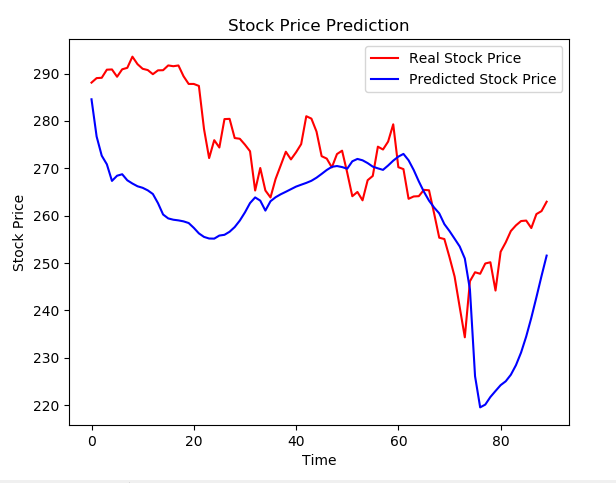 Stock Price Prediction
Real Stock Price
Predicted Stock Price
Stock Price
290
280
270
260
250
240
230
220
0 20 40 60 80
Time